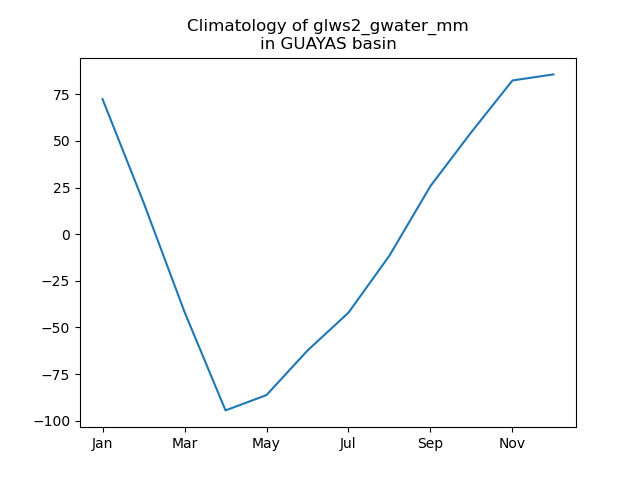 Climatology of glws2_gwater_mm
in GUAYAS basin
75
50
25
0
−25
−50
−75
−100
Jan
Mar
May
Jul
Sep
Nov